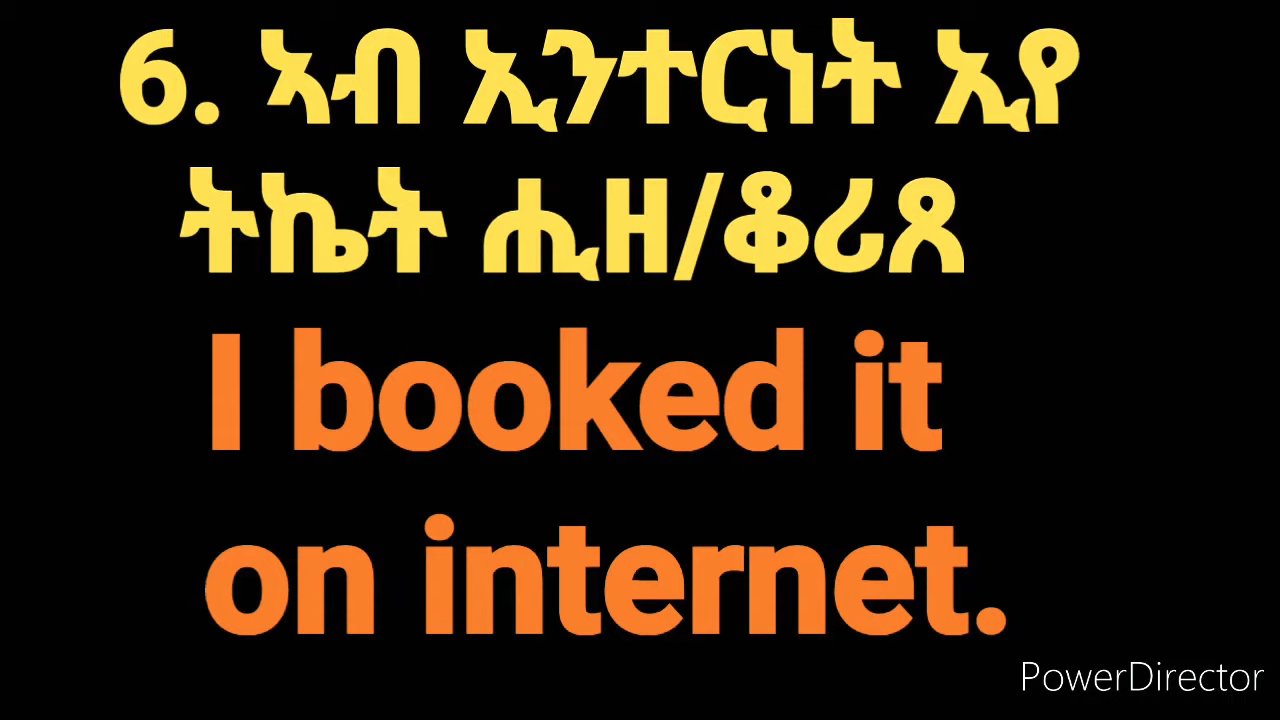 6. ኣብ ኢንተርነት ኢየ
ትኬት ሒዘ/ቆሪጸ
I booked it
on internet.
PowerDirector